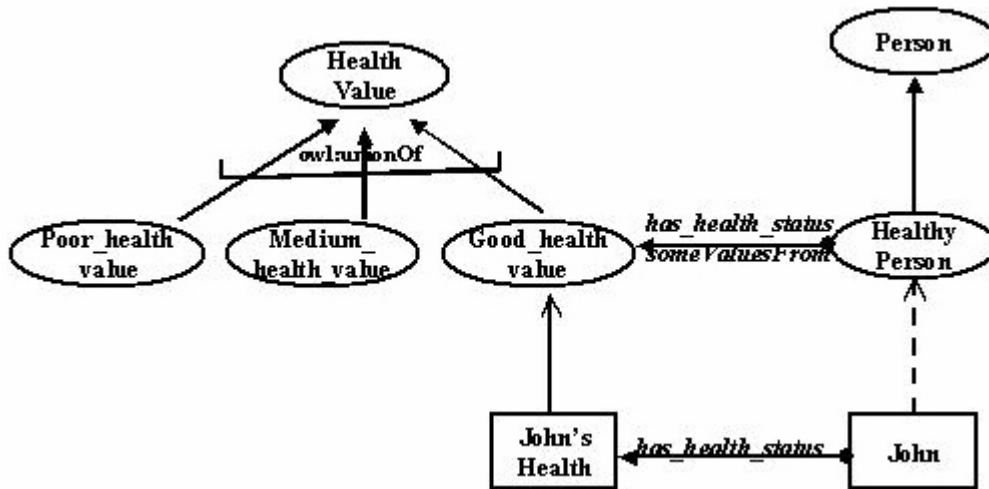 Person
Health
Value
owl:unionOf
Poor_health
value
Medium_
health_value
Good_health
value
has_health_status
someValuesFrom
Healthy
Person
John's
Health
has_health_status
John